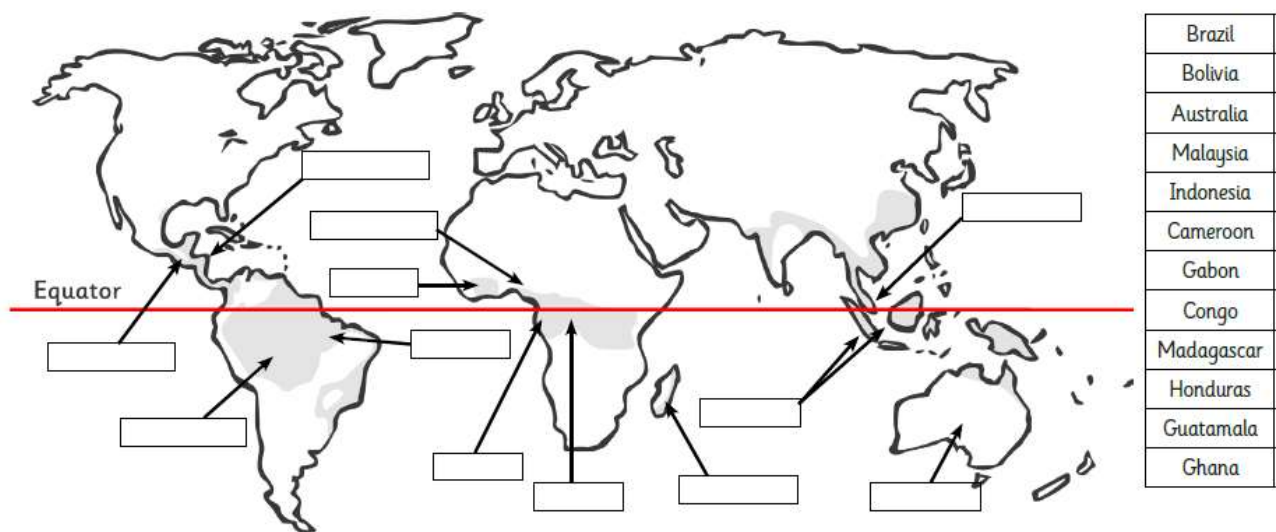 Equator
Brazil
Bolivia
Australia
Malaysia
Indonesia
Cameroon
Gabon
Congo
Madagascar
Honduras
Guatamala
Ghana